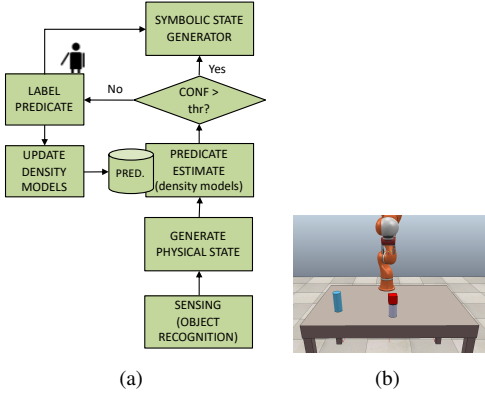 SYMBOLIC STATE
GENERATOR
Yes
No
CONF >
thr?
LABEL
PREDICATE
UPDATE
DENSITY
MODELS
PRED.
PREDICATE
ESTIMATE
(density models)
GENERATE
PHYSICAL STATE
SENSING
(OBJECT
RECOGNITION)
(a)
(b)